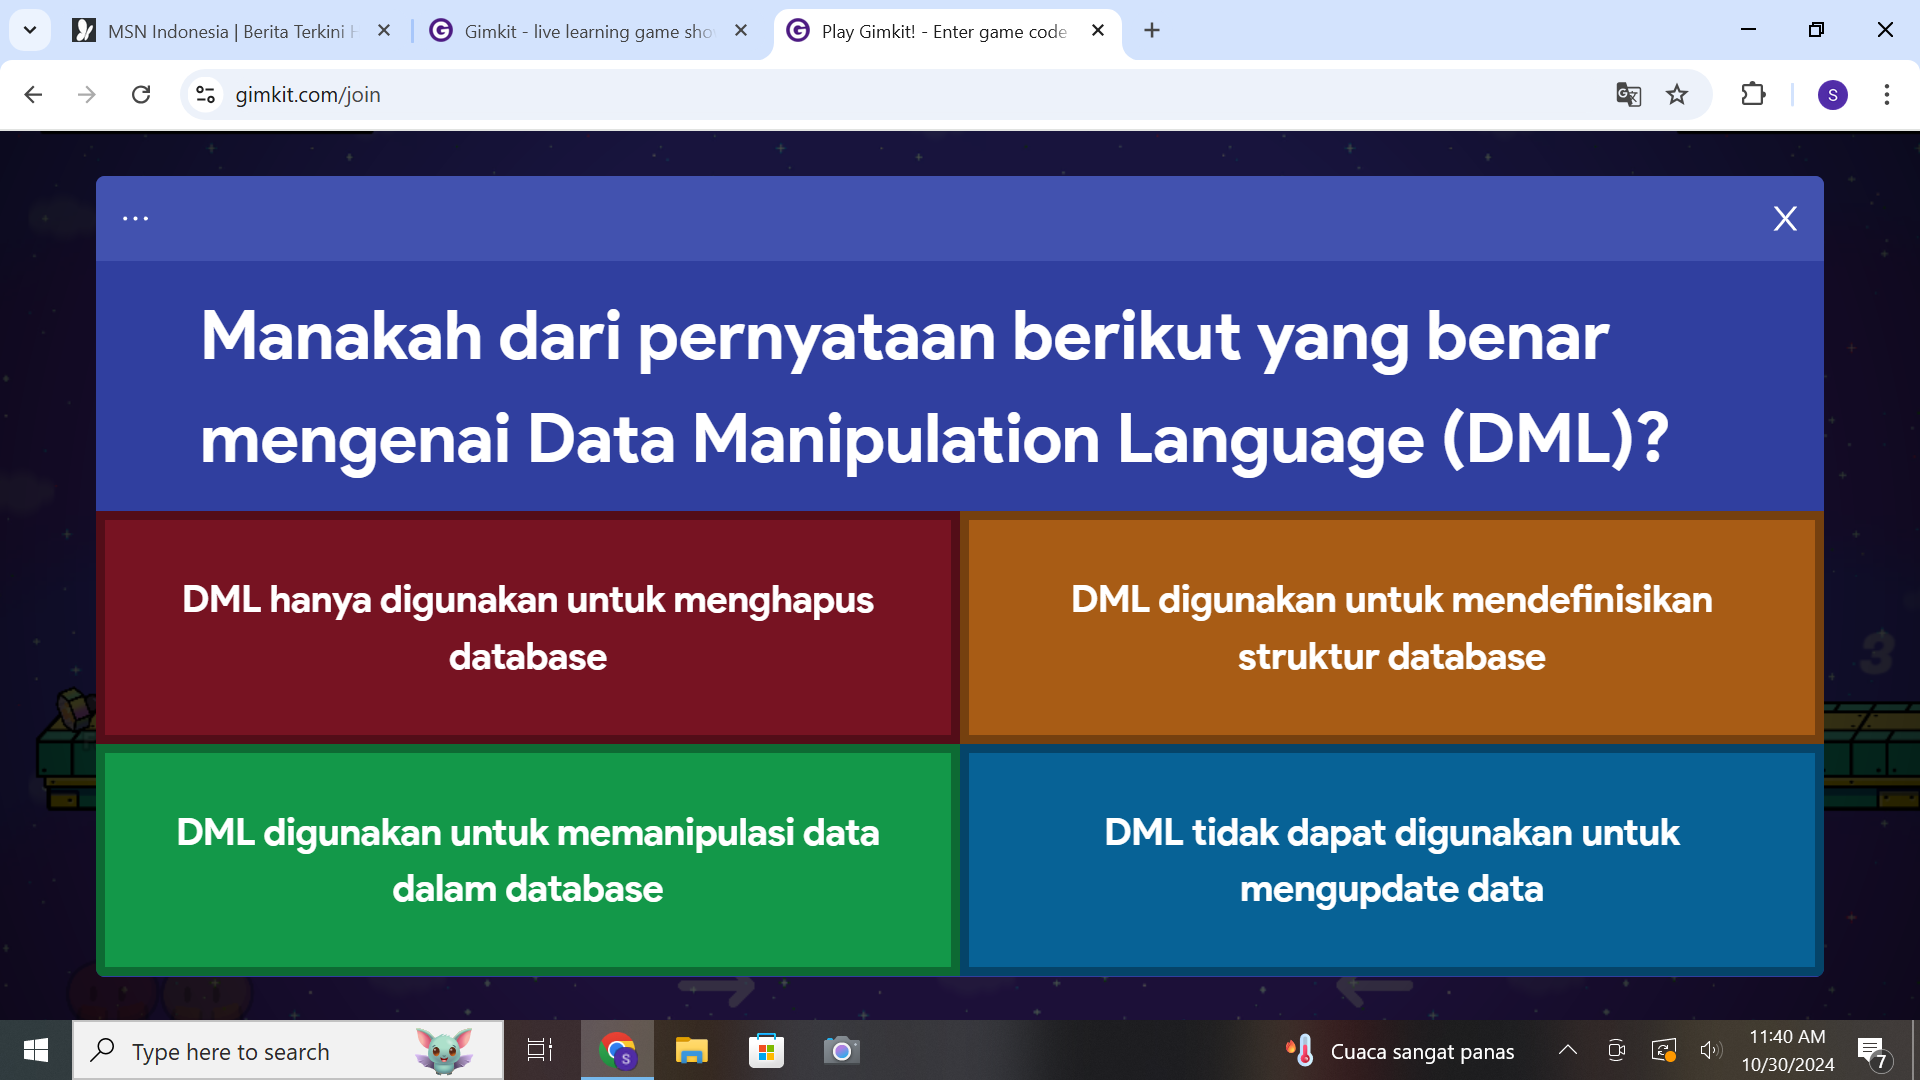 MSN Indonesia | Berita Terkini H
Gimkit - live learning game sho
Play Gimkit! - Enter game code
gimkit.com/join
S
...
X
Manakah dari pernyataan berikut yang benar
mengenai Data Manipulation Language (DML)?
DML hanya digunakan untuk menghapus
database
DML digunakan untuk mendefinisikan
struktur database
DML digunakan untuk memanipulasi data
dalam database
DML tidak dapat digunakan untuk
mengupdate data
3
Type here to search
S
Cuaca sangat panas
11:40 AM
10/30/2024
7